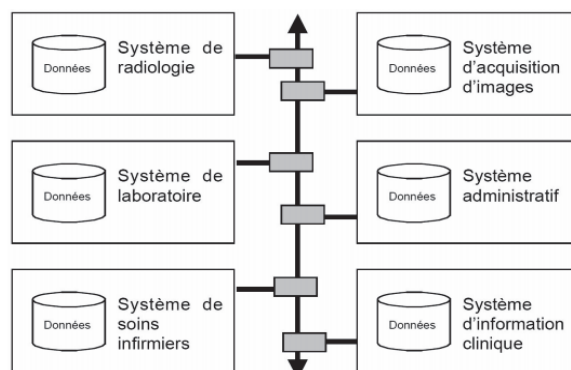 Données
Système de
radiologie
Données
Système
d'acquisition
d'images
Données
Système de
laboratoire
Données
Système
administratif
Données
Système de
soins
infirmiers
Données
Système
d'information
clinique